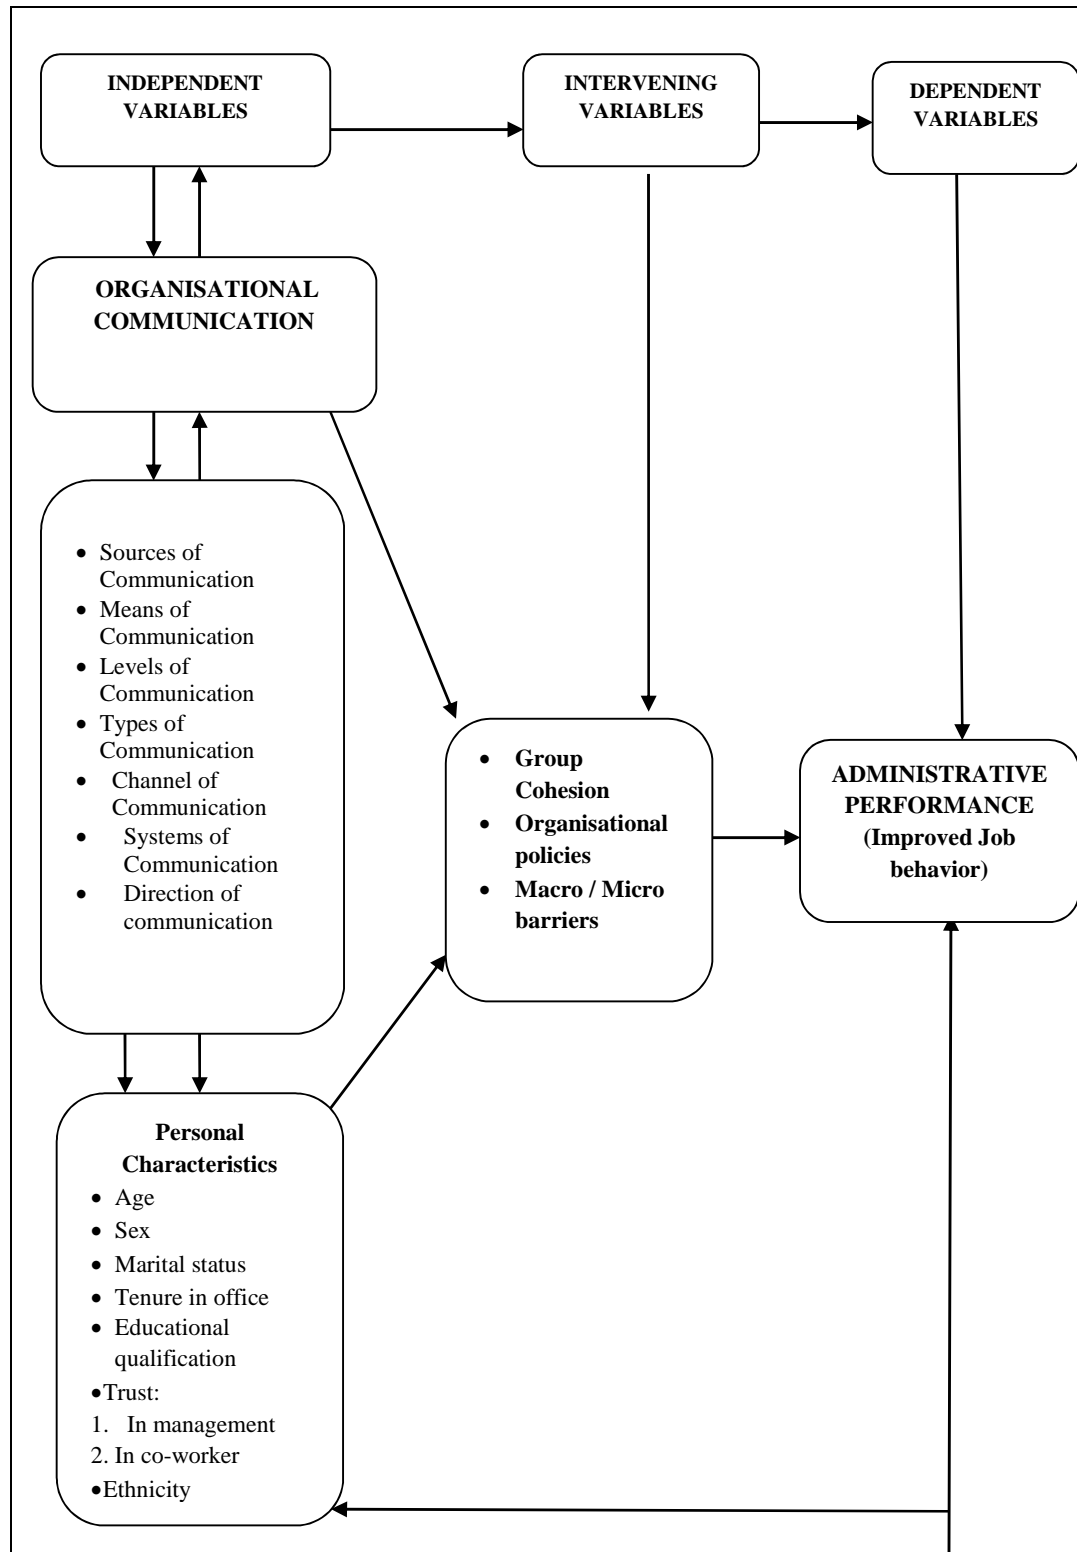 INDEPENDENT
VARIABLES
INTERVENING
VARIABLES
DEPENDENT
VARIABLES
ORGANISATIONAL
COMMUNICATION
• Sources of
Communication
• Means of
Communication
• Levels of
Communication
• Types of
Communication
• Channel of
Communication
• Systems of
Communication
• Direction of
communication
• Group
Cohesion
• Organisational
policies
• Macro / Micro
barriers
ADMINISTRATIVE
PERFORMANCE
(Improved Job
behavior)
Personal
Characteristics
• Age
• Sex
• Marital status
• Tenure in office
• Educational
qualification
•Trust:
1. In management
2. In co-worker
•Ethnicity